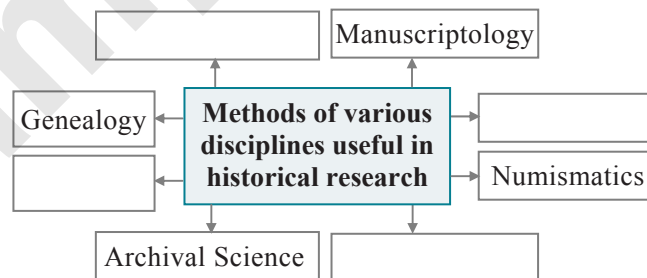 Manuscriptology
Genealogy
Methods of various
disciplines useful in
historical research
Numismatics
Archival Science